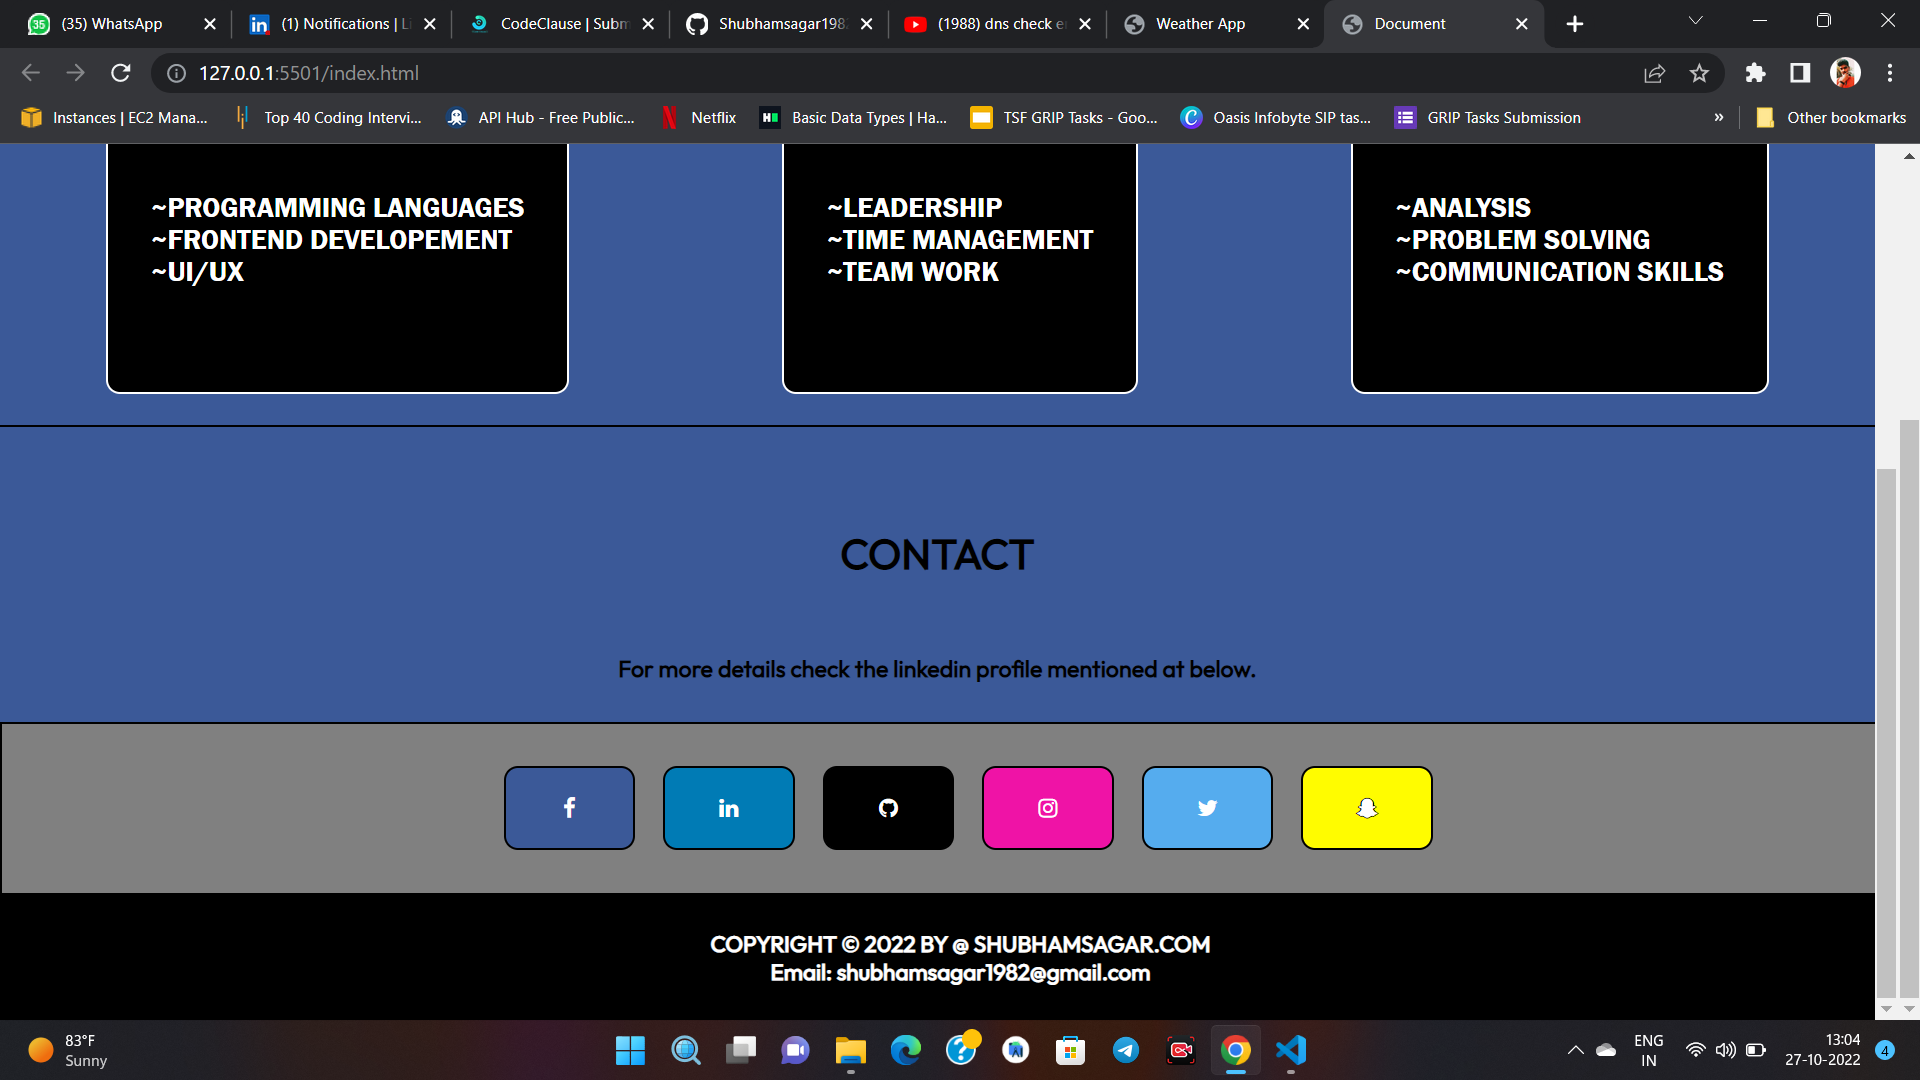 (35) WhatsApp
(1) Notifications | Li
CodeClause | Subm
Shubhamsagar198
(1988) dns check e
Weather App
Document
127.0.0.1:5501/index.html
Instances | EC2 Mana...
Top 40 Coding Intervi...
API Hub - Free Public...
Netflix
Basic Data Types | Ha...
TSF GRIP Tasks - Goo...
Oasis Infobyte SIP tas...
GRIP Tasks Submission
»
Other bookmarks
~PROGRAMMING LANGUAGES
~FRONTEND DEVELOPEMENT
~UI/UX
~LEADERSHIP
~TIME MANAGEMENT
~TEAM WORK
~ANALYSIS
~PROBLEM SOLVING
~COMMUNICATION SKILLS
CONTACT
For more details check the linkedin profile mentioned at below.
COPYRIGHT © 2022 BY @ SHUBHAMSAGAR.COM
Email: shubhamsagar1982@gmail.com
83°F
Sunny
ENG
IN
13:04
27-10-2022
4